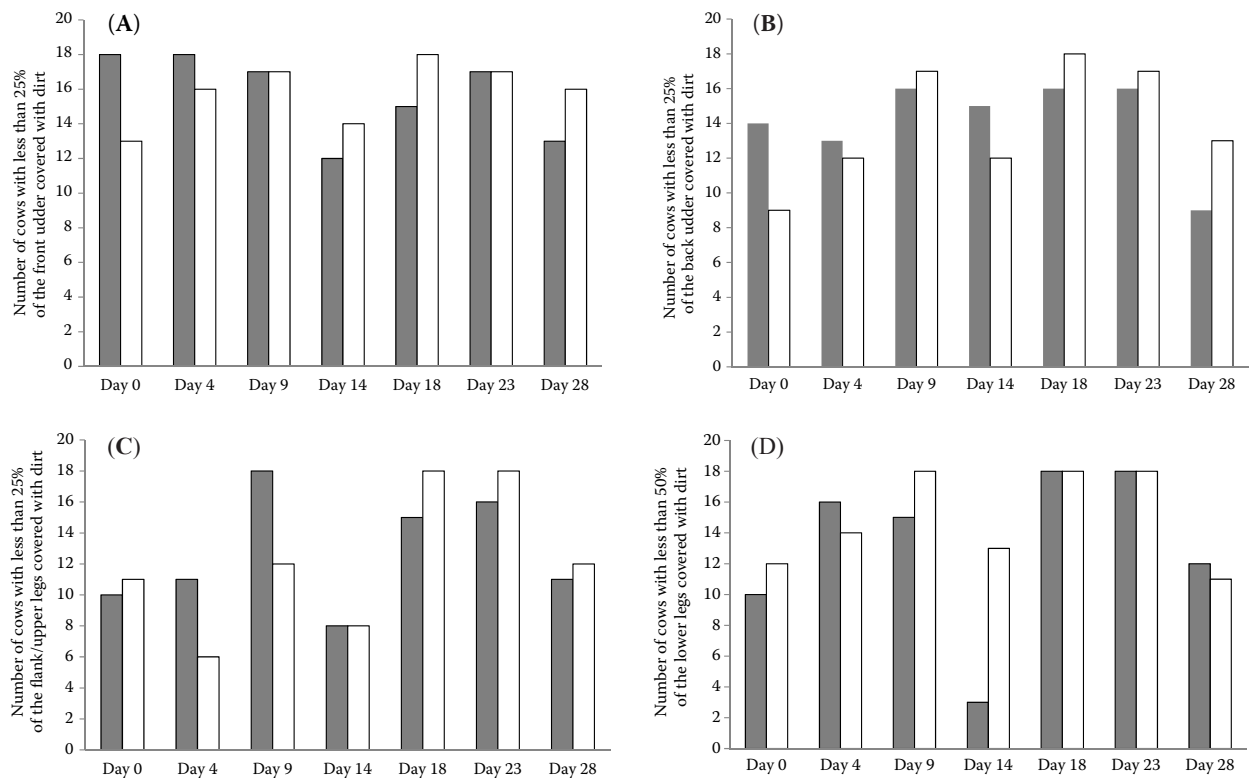 (A)
Number of cows with less than 25%
of the front udder covered with dirt
20
18
16
14
12
10
8
6
4
2
0
Day 0 Day 4 Day 9 Day 14 Day 18 Day 23 Day 28
(B)
Number of cows with less than 25%
of the back udder covered with dirt
20
18
16
14
12
10
8
6
4
2
0
Day 0 Day 4 Day 9 Day 14 Day 18 Day 23 Day 28
(C)
Number of cows with less than 25%
of the flank/upper legs covered with dirt
20
18
16
14
12
10
8
6
4
2
0
Day 0 Day 4 Day 9 Day 14 Day 18 Day 23 Day 28
(D)
Number of cows with less than 50%
of the lower legs covered with dirt
20
18
16
14
12
10
8
6
4
2
0
Day 0 Day 4 Day 9 Day 14 Day 18 Day 23 Day 28